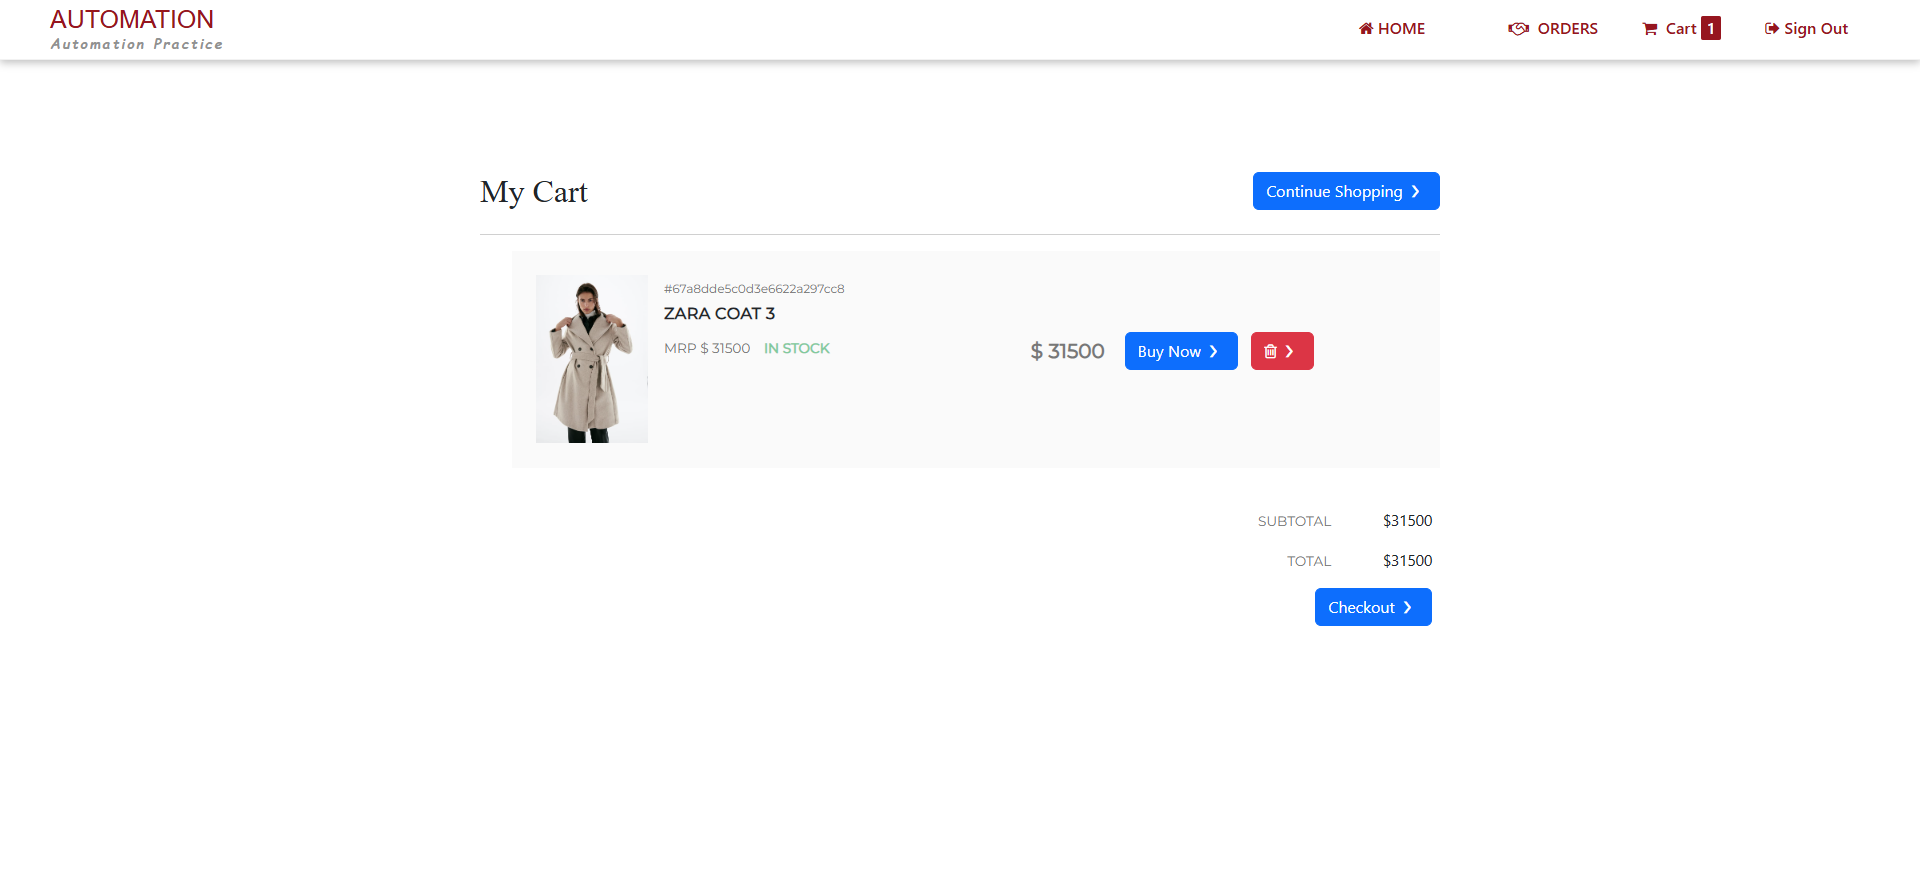 AUTOMATION
Automation Practice
HOME
ORDERS
Cart 1
Sign Out
My Cart
Continue Shopping
#67a8dde5c0d3e6622a297cc8
ZARA COAT 3
MRP $ 31500 IN STOCK
$ 31500
Buy Now
SUBTOTAL $31500
TOTAL $31500
Checkout